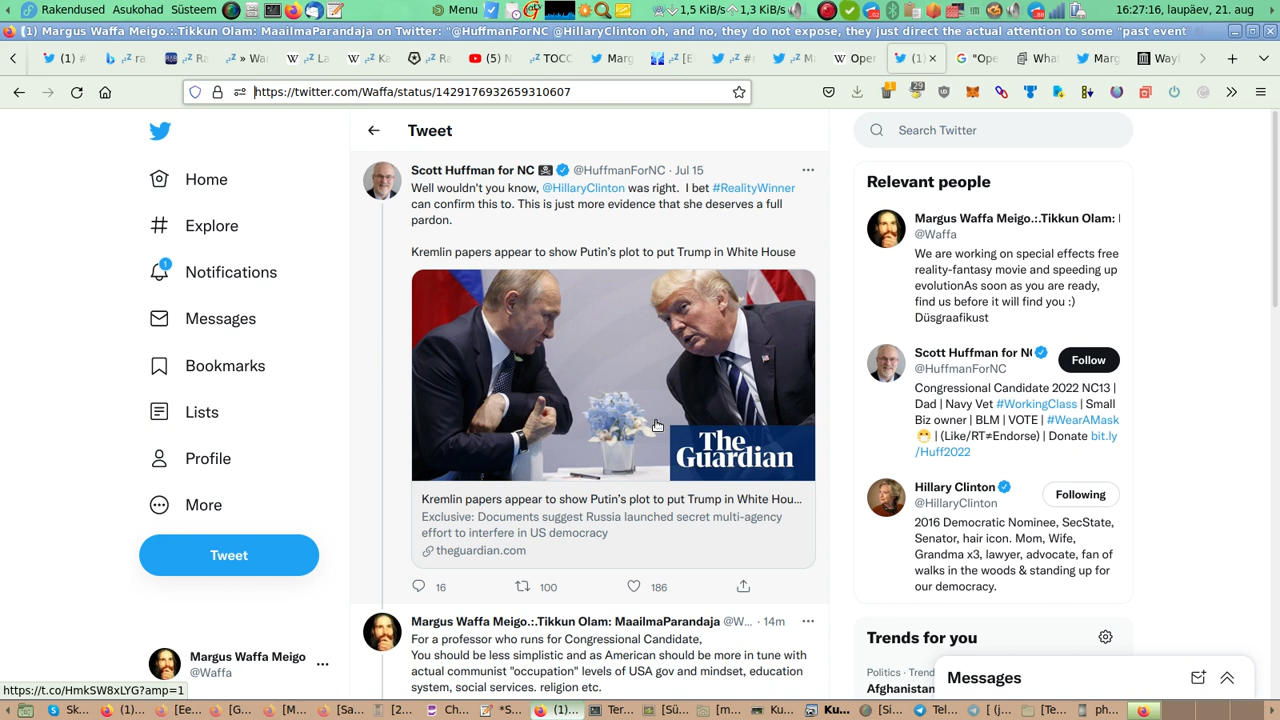 Rakendused Asukohad Süsteem Menu 1,5 KiB/s 1,3 KiB/s 16:27:16, laupäev, 21. aug
(1) Margus Waffa Meigo.:.Tikkun Olam: MaailmaParandaja on Twitter: "@HuffmanForNC @HillaryClinton oh, and no, they do not expose, they just direct the actual attention to some "past event"
https://twitter.com/Waffa/status/1429176932659310607
Tweet
Search Twitter
Home
Explore
1
Notifications
Messages
Bookmarks
Lists
Profile
More
Tweet
Margus Waffa Meigo
@Waffa
https://t.co/HmkSW8xLYG?amp=1
Scott Huffman for NC @HuffmanForNC · Jul 15
Well wouldn't you know, @HillaryClinton was right. I bet #RealityWinner
can confirm this to. This is just more evidence that she deserves a full
pardon.
Kremlin papers appear to show Putin's plot to put Trump in White House
The
Guardian
Kremlin papers appear to show Putin's plot to put Trump in White Hou...
Exclusive: Documents suggest Russia launched secret multi-agency
effort to interfere in US democracy
theguardian.com
16 100 186
Margus Waffa Meigo.:.Tikkun Olam: MaailmaParandaja @W... · 14m
For a professor who runs for Congressional Candidate,
You should be less simplistic and as American should be more in tune with
actual communist "occupation" levels of USA gov and mindset, education
system, social services. religion etc.
Relevant people
Margus Waffa Meigo.:.Tikkun Olam:
@Waffa
We are working on special effects free
reality-fantasy movie and speeding up
evolutionAs soon as you are ready,
find us before it will find you :)
Düsgraafikust
Scott Huffman for NC
@HuffmanForNC
Follow
Congressional Candidate 2022 NC13 |
Dad | Navy Vet #WorkingClass | Small
Biz owner | BLM | VOTE | #WearAMask
😷 | (Like/RT≠Endorse) | Donate bit.ly
/Huff2022
Hillary Clinton
@HillaryClinton
Following
2016 Democratic Nominee, SecState,
Senator, hair icon. Mom, Wife,
Grandma x3, lawyer, advocate, fan of
walks in the woods & standing up for
our democracy.
Trends for you
Politics · Trend
Afghanistan
Messages